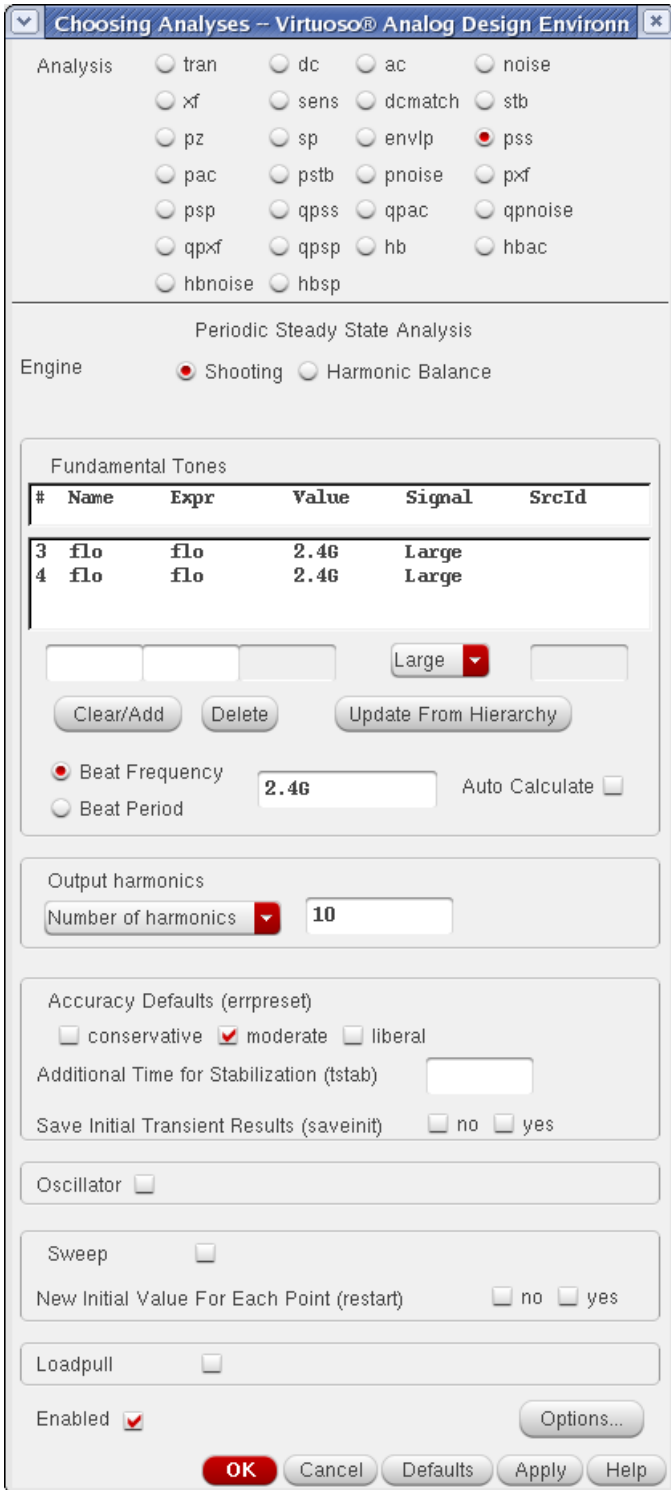 Choosing Analyses -- Virtuoso® Analog Design Environn
Analysis tran dc ac noise
xf sens dcmatch stb
pz sp envlp pss
pac pstb pnoise pxf
psp qpss qpac qpnoise
qpxf qpsp hb hbac
hbnoise hbsp
Periodic Steady State Analysis
Engine Shooting Harmonic Balance
Fundamental Tones
# Name Expr Value Signal SrcId
3 flo flo 2.4G Large
4 flo flo 2.4G Large
Large
Clear/Add Delete Update From Hierarchy
Beat Frequency 2.4G Auto Calculate
Beat Period
Output harmonics
Number of harmonics 10
Accuracy Defaults (errpreset)
conservative moderate liberal
Additional Time for Stabilization (tstab)
Save Initial Transient Results (saveinit) no yes
Oscillator
Sweep
New Initial Value For Each Point (restart) no yes
Loadpull
Enabled Options...
OK Cancel Defaults Apply Help